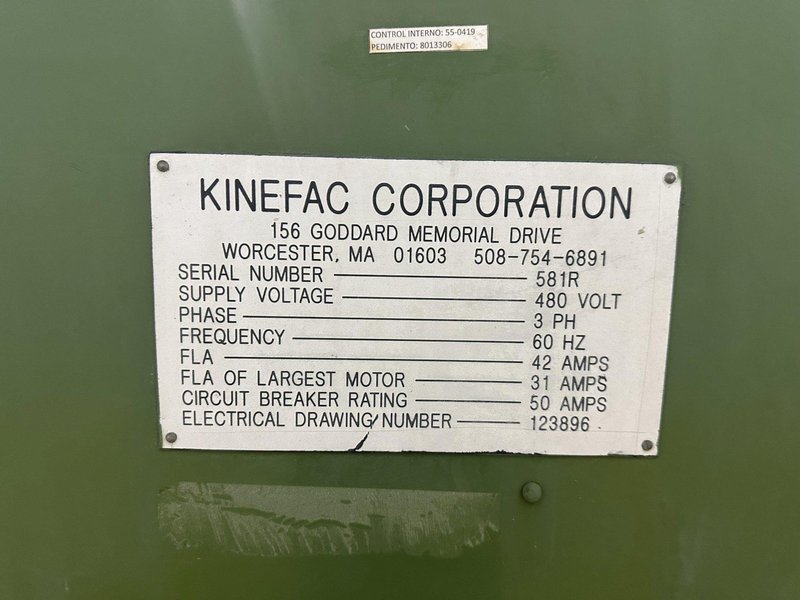 CONTROL INTERNO: 55-0419
PEDIMENTO: 8013306
KINEFAC CORPORATION
156 GODDARD MEMORIAL DRIVE
WORCESTER, MA 01603 508-754-6891
SERIAL NUMBER 581R
SUPPLY VOLTAGE 480 VOLT
PHASE 3 PH
FREQUENCY 60 HZ
FLA 42 AMPS
FLA OF LARGEST MOTOR 31 AMPS
CIRCUIT BREAKER RATING 50 AMPS
ELECTRICAL DRAWING NUMBER 123896